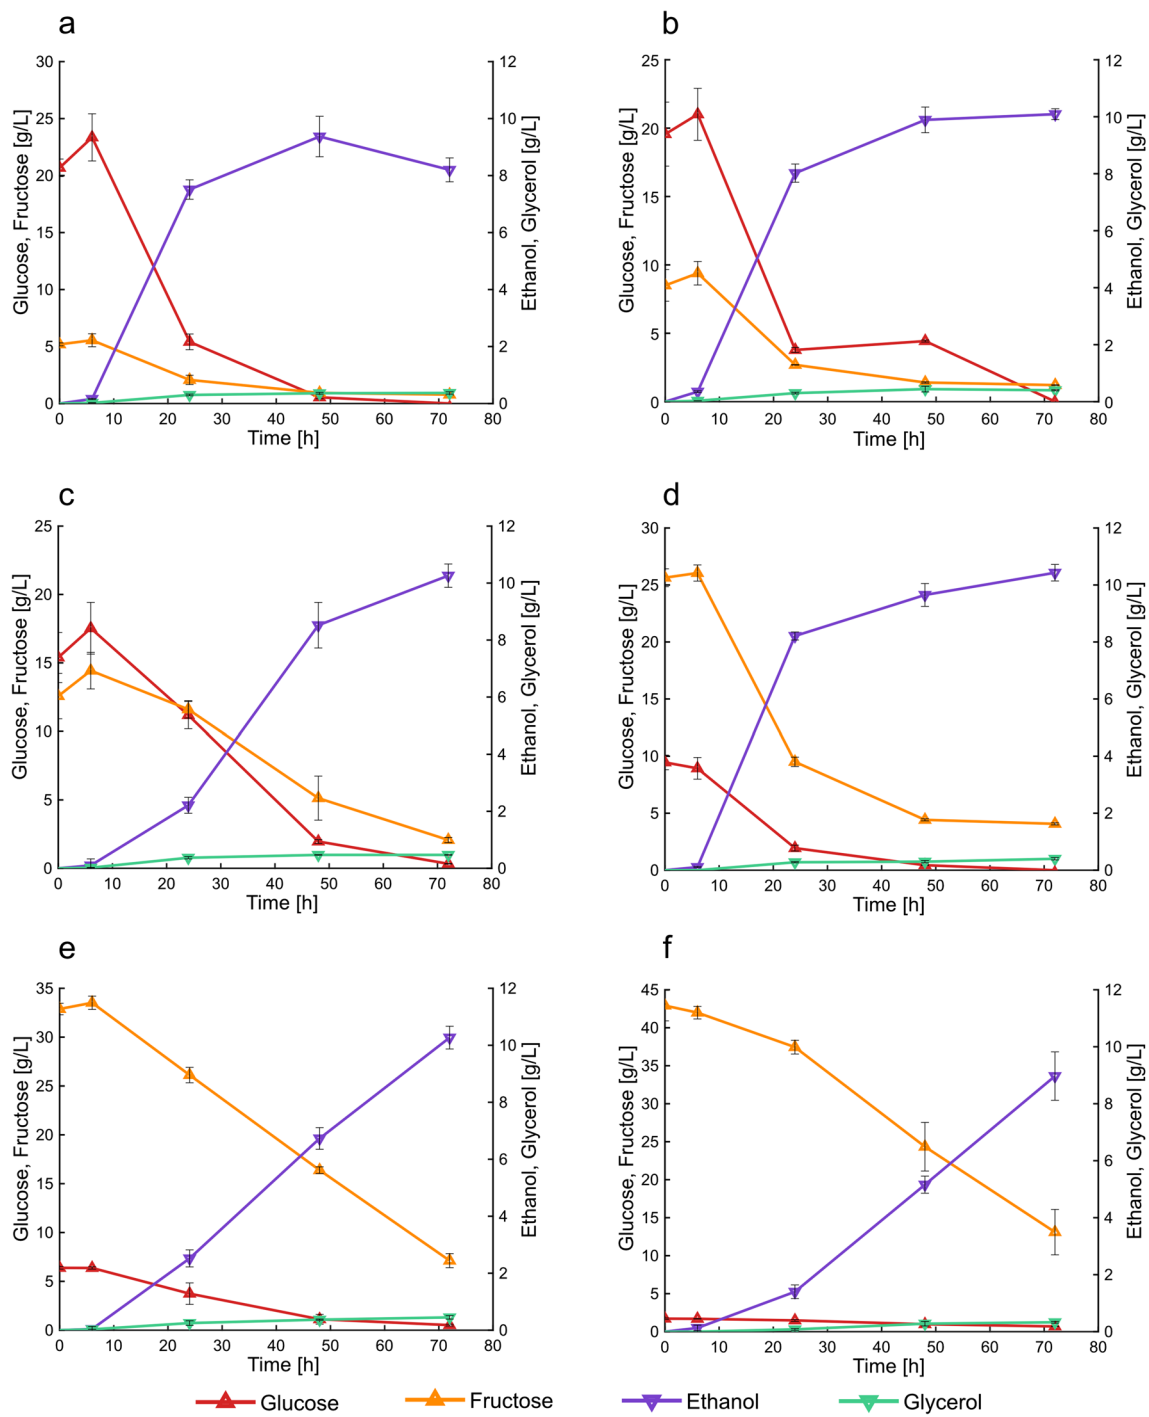 a
30
25
20
15
10
5
0
Glucose, Fructose [g/L]
12
10
8
6
4
2
0
Ethanol, Glycerol [g/L]
0 10 20 30 40 50 60 70 80
Time [h]
b
25
20
15
10
5
0
Glucose, Fructose [g/L]
12
10
8
6
4
2
0
Ethanol, Glycerol [g/L]
0 10 20 30 40 50 60 70 80
Time [h]
c
25
20
15
10
5
0
Glucose, Fructose [g/L]
12
10
8
6
4
2
0
Ethanol, Glycerol [g/L]
0 10 20 30 40 50 60 70 80
Time [h]
d
30
25
20
15
10
5
0
Glucose, Fructose [g/L]
12
10
8
6
4
2
0
Ethanol, Glycerol [g/L]
0 10 20 30 40 50 60 70 80
Time [h]
e
35
30
25
20
15
10
5
0
Glucose, Fructose [g/L]
12
10
8
6
4
2
0
Ethanol, Glycerol [g/L]
0 10 20 30 40 50 60 70 80
Time [h]
f
45
40
35
30
25
20
15
10
5
0
Glucose, Fructose [g/L]
12
10
8
6
4
2
0
Ethanol, Glycerol [g/L]
0 10 20 30 40 50 60 70 80
Time [h]
Glucose Fructose Ethanol Glycerol